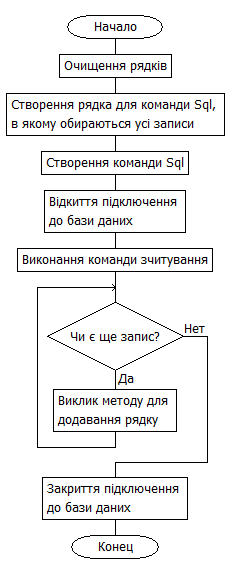 Начало
Очищення рядків
Створення рядка для команди Sql,
в якому обираються усі записи
Створення команди Sql
Відкиття підключення
до бази даних
Виконання команди зчитування
Чи є ще запис?
Нет
Да
Виклик методу для
додавання рядку
Закриття підключення
до бази даних
Конец